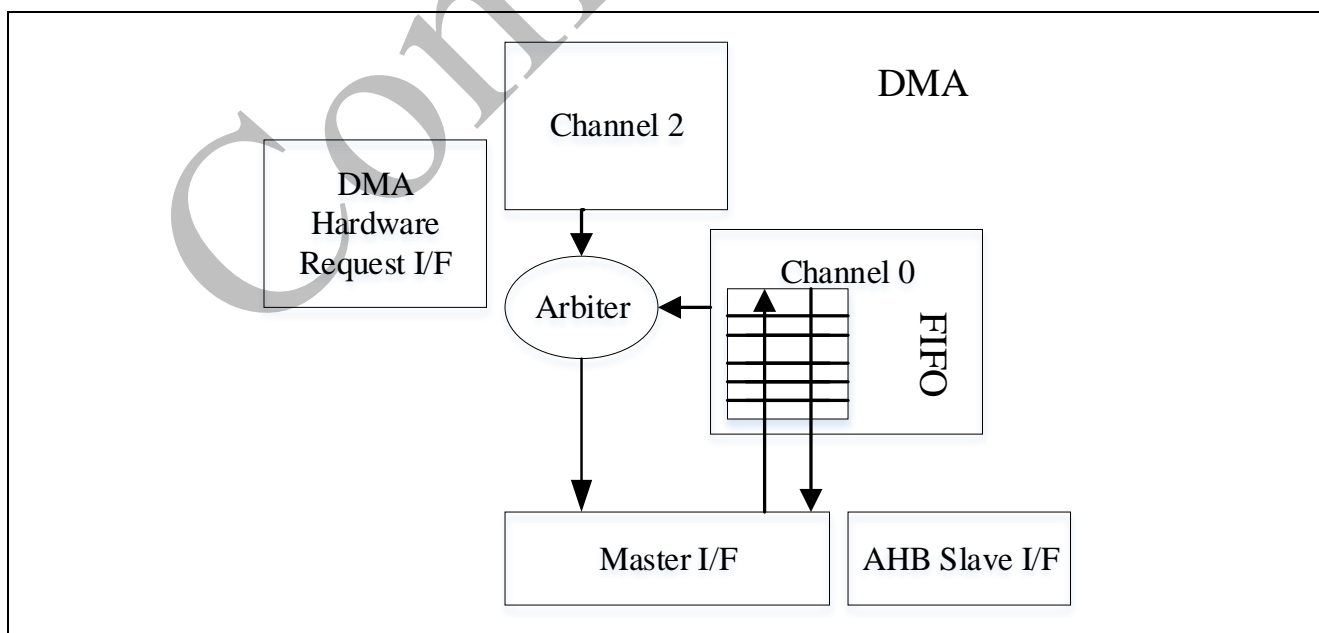 DMA
Channel 2
DMA
Hardware
Request I/F
Channel 0
Arbiter
FIFO
Master I/F
AHB Slave I/F